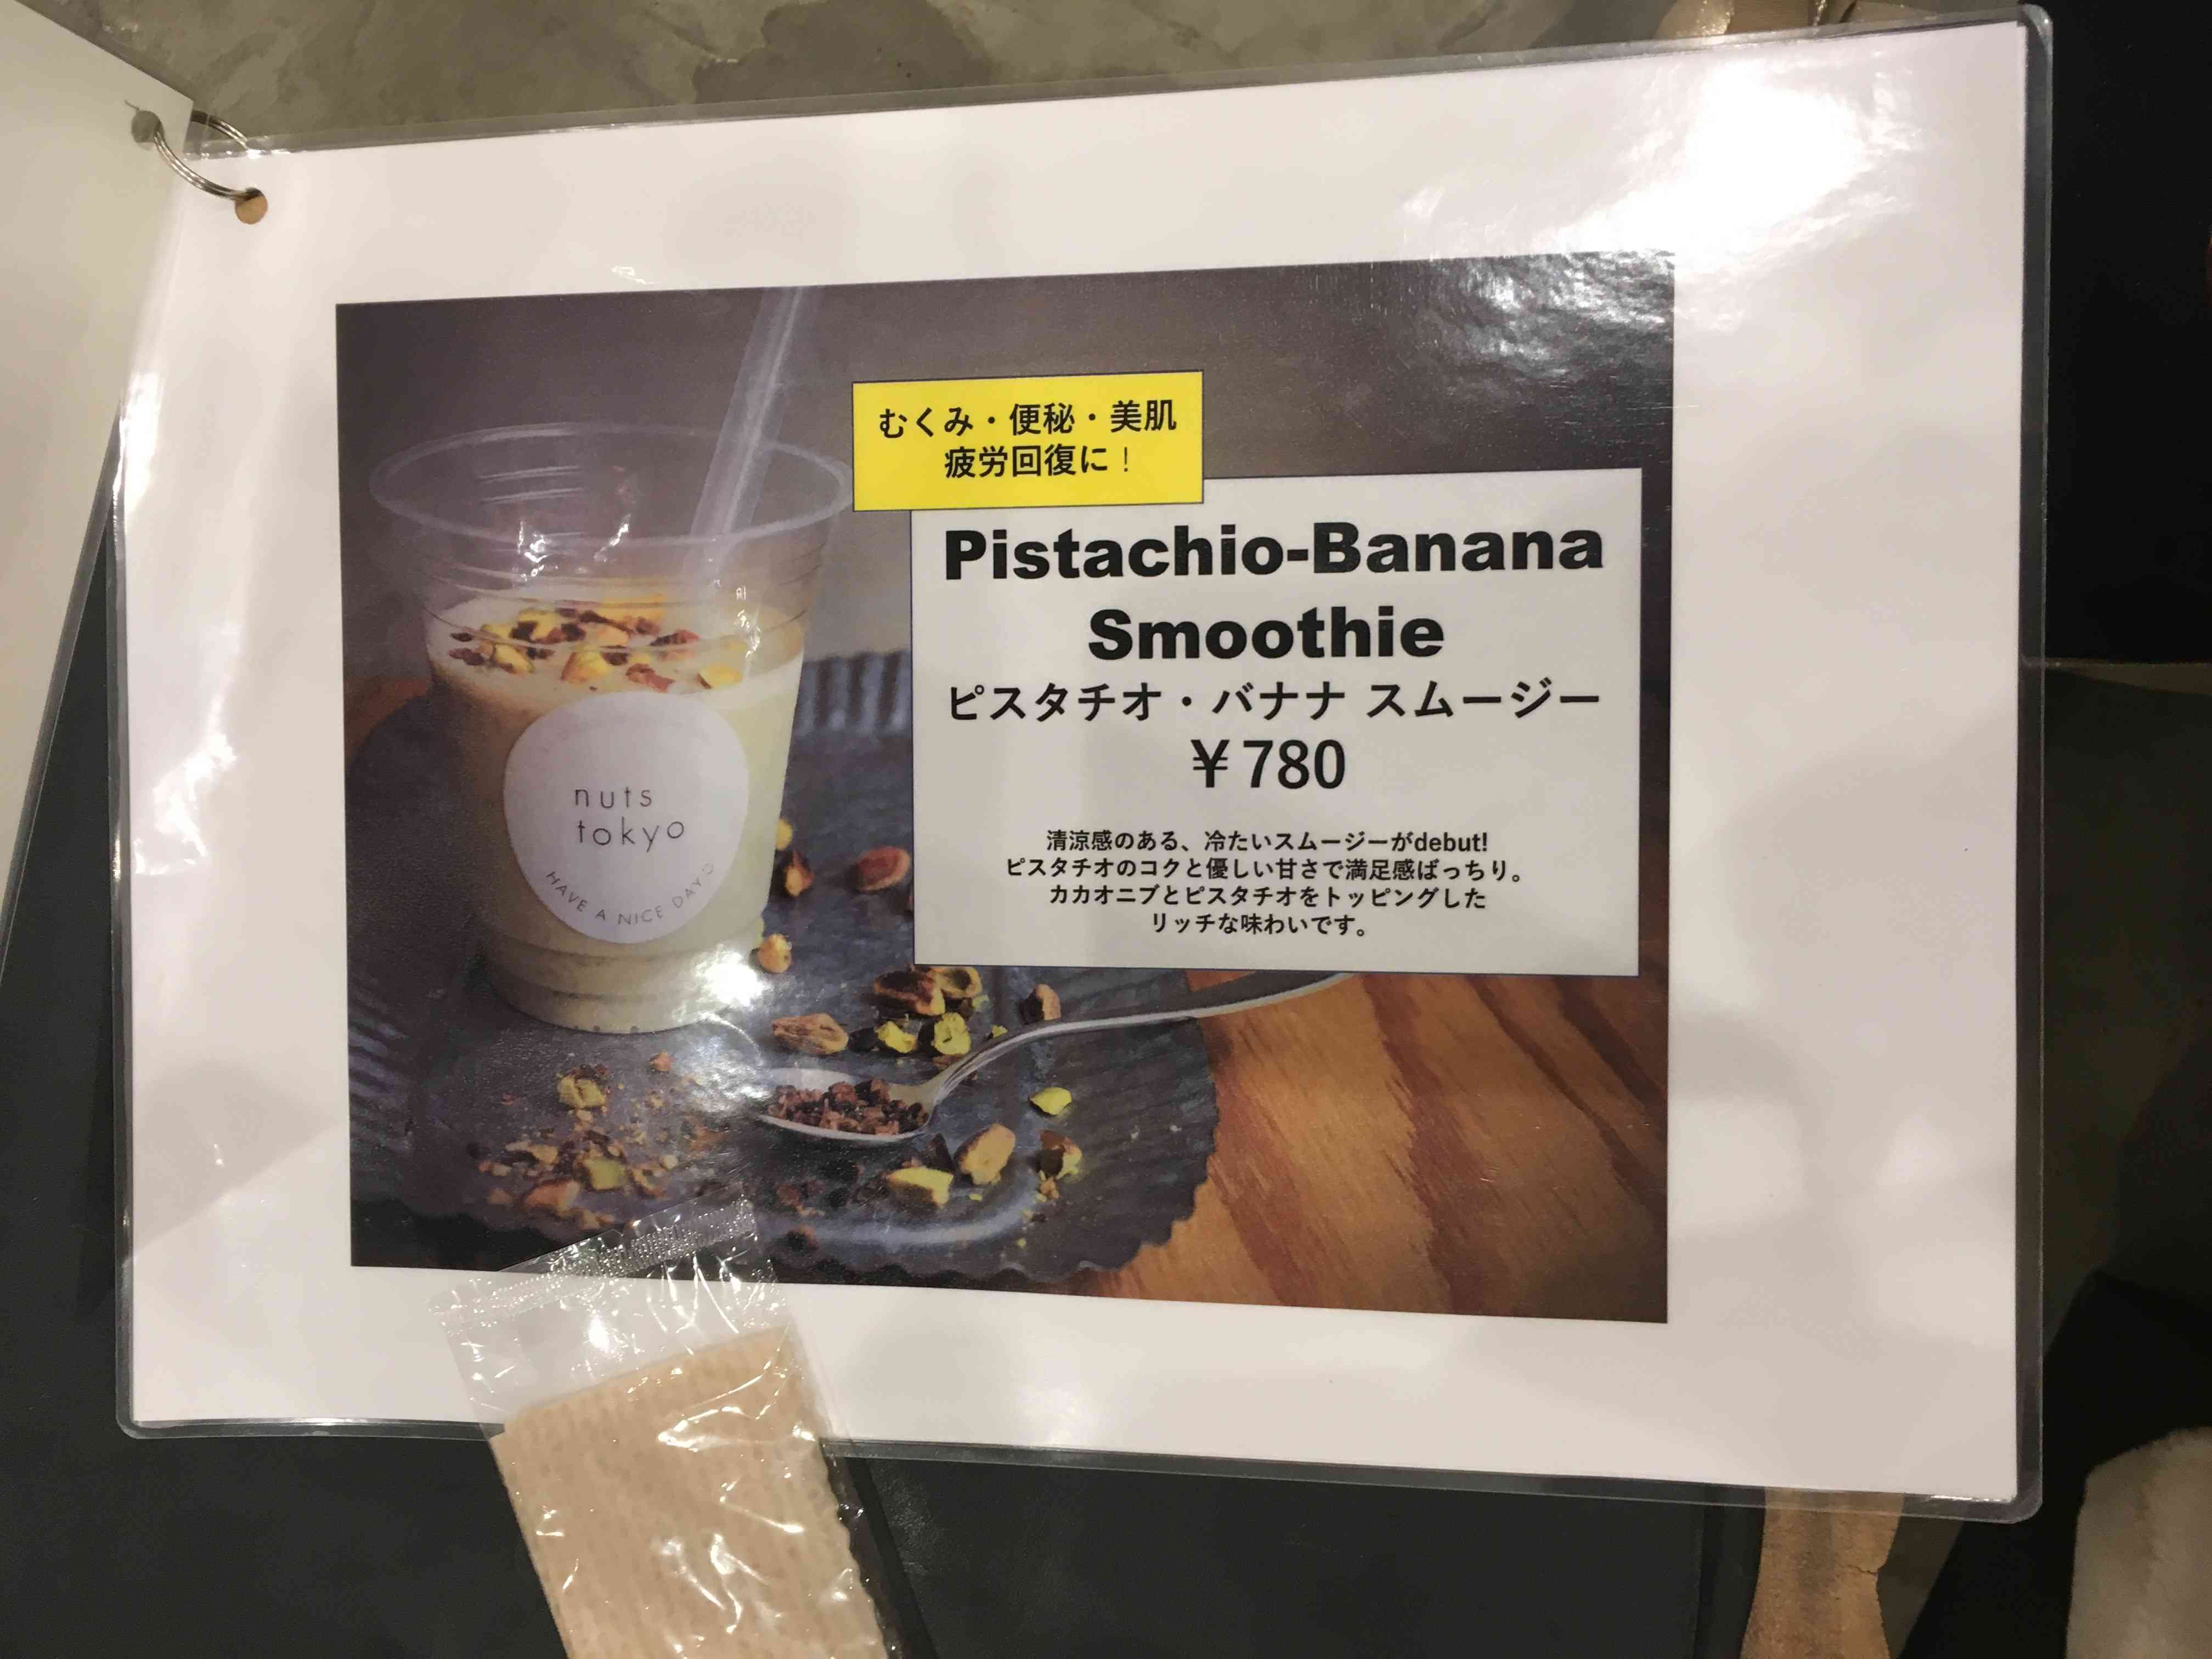 むくみ・便秘・美肌
疲労回復に！
Pistachio-Banana
Smoothie
ピスタチオ・バナナ スムージー
￥780
清涼感のある、冷たいスムージーがdebut!
ピスタチオのコクと優しい甘さで満足感ばっちり。
カカオニブとピスタチオをトッピングした
リッチな味わいです。
nuts
tokyo
HAVE A NICE DAY